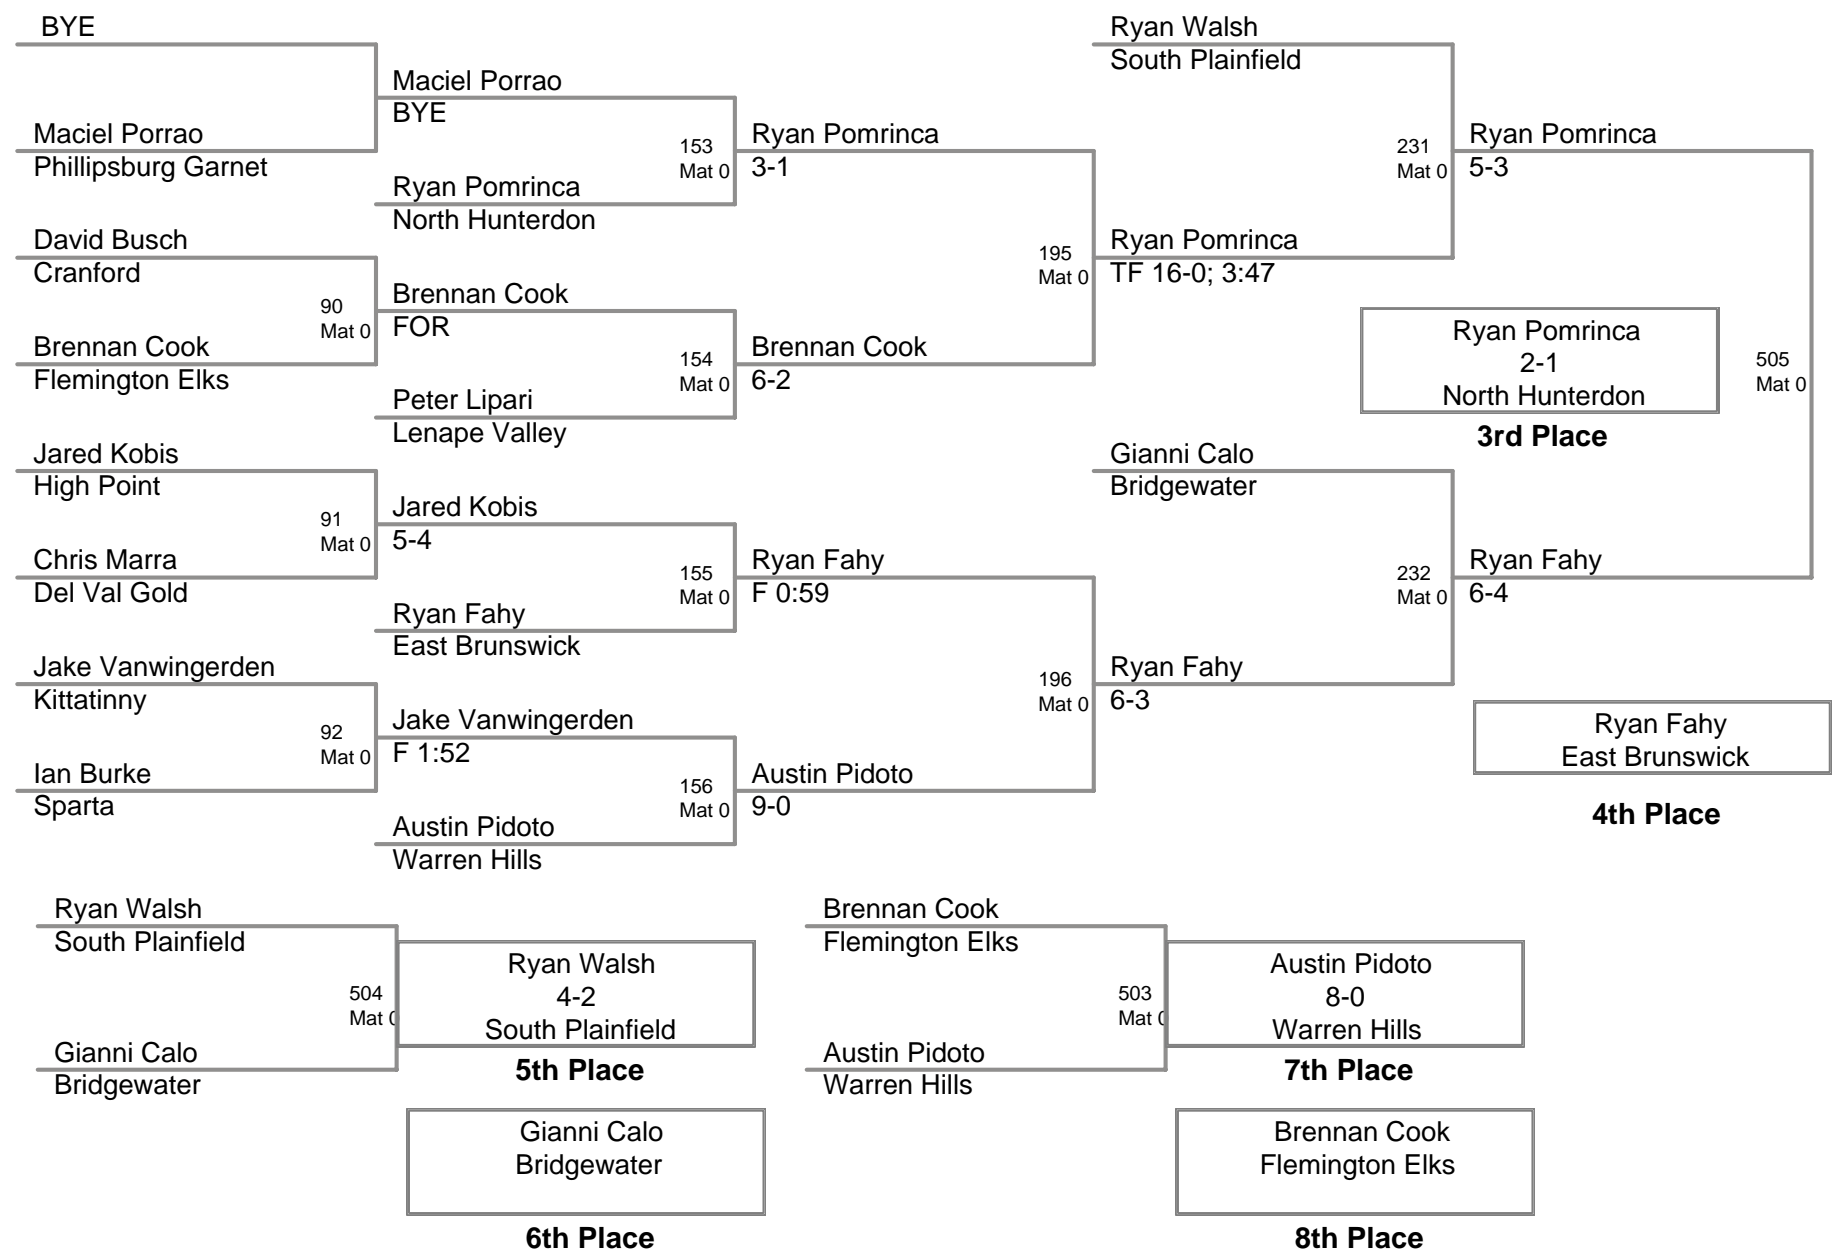 BYE
Maciel Porrao
Phillipsburg Garnet
David Busch
Cranford
Brennan Cook
Flemington Elks
Jared Kobis
High Point
Chris Marra
Del Val Gold
Jake Vanwingerden
Kittatinny
Ian Burke
Sparta
90
Mat 0
91
Mat 0
92
Mat 0
Maciel Porrao
BYE
Ryan Pomrinca
North Hunterdon
Brennan Cook
FOR
Peter Lipari
Lenape Valley
Jared Kobis
5-4
Ryan Fahy
East Brunswick
Jake Vanwingerden
F 1:52
Austin Pidoto
Warren Hills
153
Mat 0
154
Mat 0
155
Mat 0
156
Mat 0
Ryan Pomrinca
3-1
Brennan Cook
6-2
Ryan Fahy
F 0:59
Austin Pidoto
9-0
195
Mat 0
196
Mat 0
Ryan Walsh
South Plainfield
Ryan Pomrinca
TF 16-0; 3:47
Gianni Calo
Bridgewater
Ryan Fahy
6-3
231
Mat 0
232
Mat 0
Ryan Pomrinca
5-3
Ryan Fahy
6-4
505
Mat 0
Ryan Pomrinca
2-1
North Hunterdon
3rd Place
Ryan Fahy
East Brunswick
4th Place
Ryan Walsh
South Plainfield
Gianni Calo
Bridgewater
504
Mat 0
Ryan Walsh
4-2
South Plainfield
5th Place
Gianni Calo
Bridgewater
6th Place
Brennan Cook
Flemington Elks
Austin Pidoto
Warren Hills
503
Mat 0
Austin Pidoto
8-0
Warren Hills
7th Place
Brennan Cook
Flemington Elks
8th Place